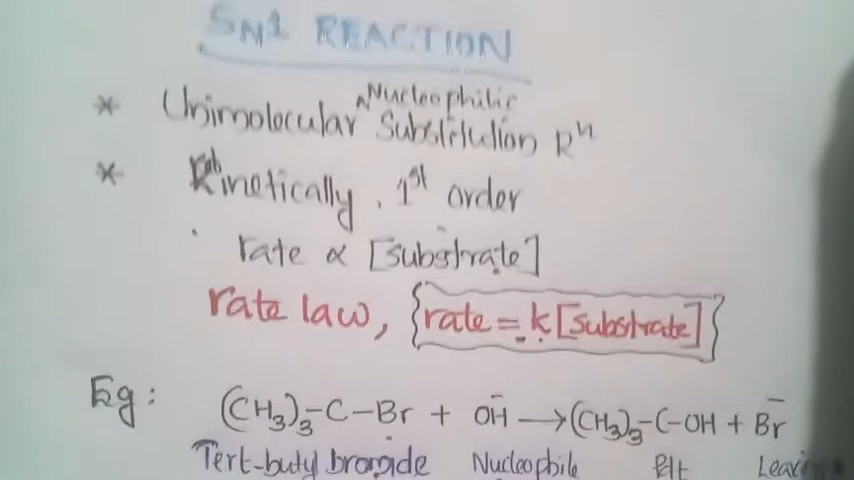 SN1 REACTION
* Unimolecular Nucleophilic Substitution Rn
* Kinetically, 1st order
rate ∝ [substrate]
rate law, {rate = k[substrate]}
Eg: (CH3)3-C-Br + OH⁻ → (CH3)3-C-OH + Br⁻
Tert-butyl bromide Nucleophile Pdt